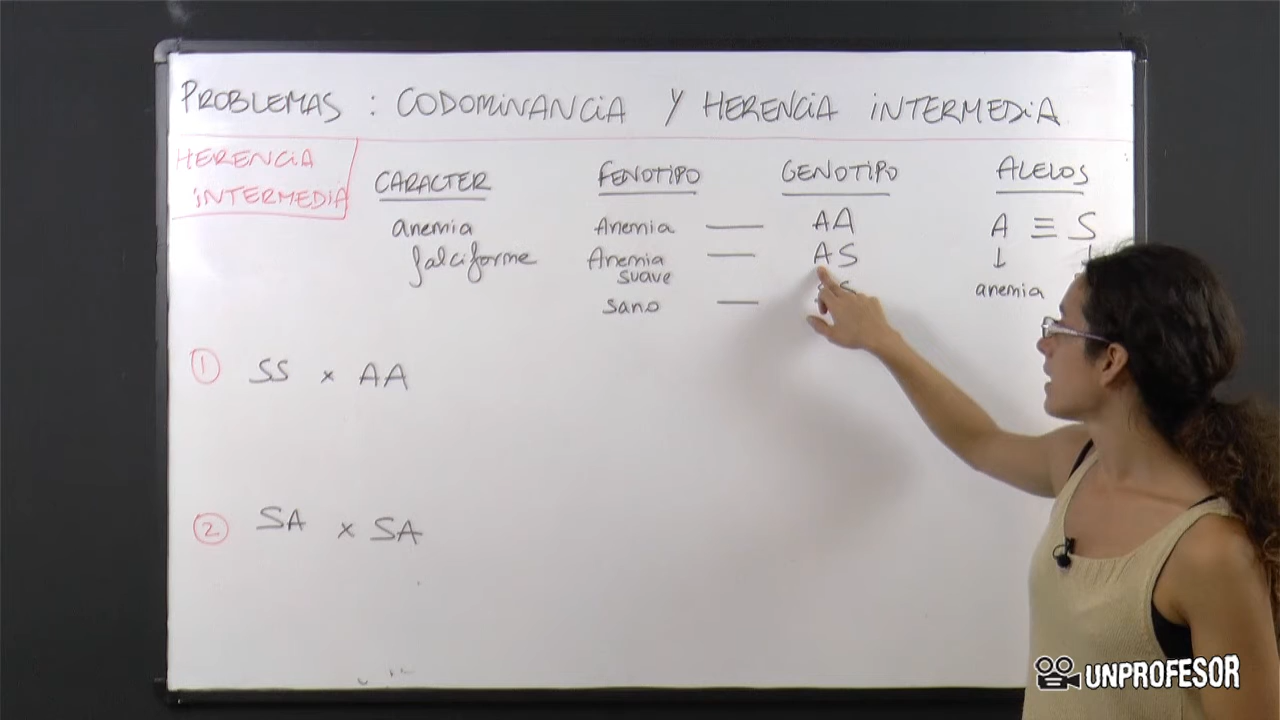 PROBLEMAS : CODOMINANCIA Y HERENCIA INTERMEDIA
HERENCIA
INTERMEDIA
CARACTER
anemia
falciforme
FENOTIPO
Anemia
Anemia
suave
sano
GENOTIPO
AA
AS
ALELOS
A ≡ S
↓ ↓
anemia
1 SS x AA
2 SA x SA
UNPROFESOR